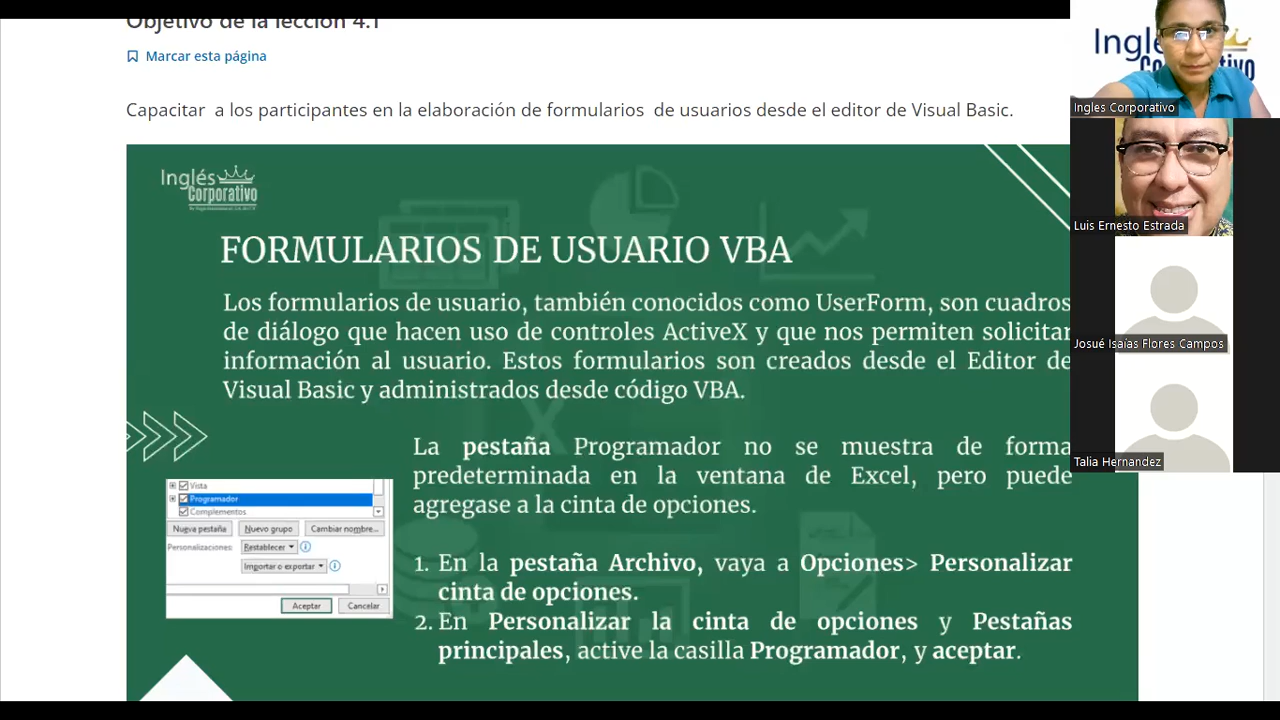 Objetivo de la lección 4.1
Marcar esta página
Capacitar a los participantes en la elaboración de formularios de usuarios desde el editor de Visual Basic.
Inglés
Corporativo
FORMULARIOS DE USUARIO VBA
Los formularios de usuario, también conocidos como UserForm, son cuadros
de diálogo que hacen uso de controles ActiveX y que nos permiten solicitar
información al usuario. Estos formularios son creados desde el Editor de
Visual Basic y administrados desde código VBA.
La pestaña Programador no se muestra de forma
predeterminada en la ventana de Excel, pero puede
agregase a la cinta de opciones.
1. En la pestaña Archivo, vaya a Opciones> Personalizar
cinta de opciones.
2. En Personalizar la cinta de opciones y Pestañas
principales, active la casilla Programador, y aceptar.
Vista
Programador
Complementos
Nueva pestaña Nuevo grupo Cambiar nombre...
Personalizaciones: Restablecer
Importar o exportar
Aceptar Cancelar
Ingles Corporativo
Luis Ernesto Estrada
Josué Isaías Flores Campos
Talia Hernandez